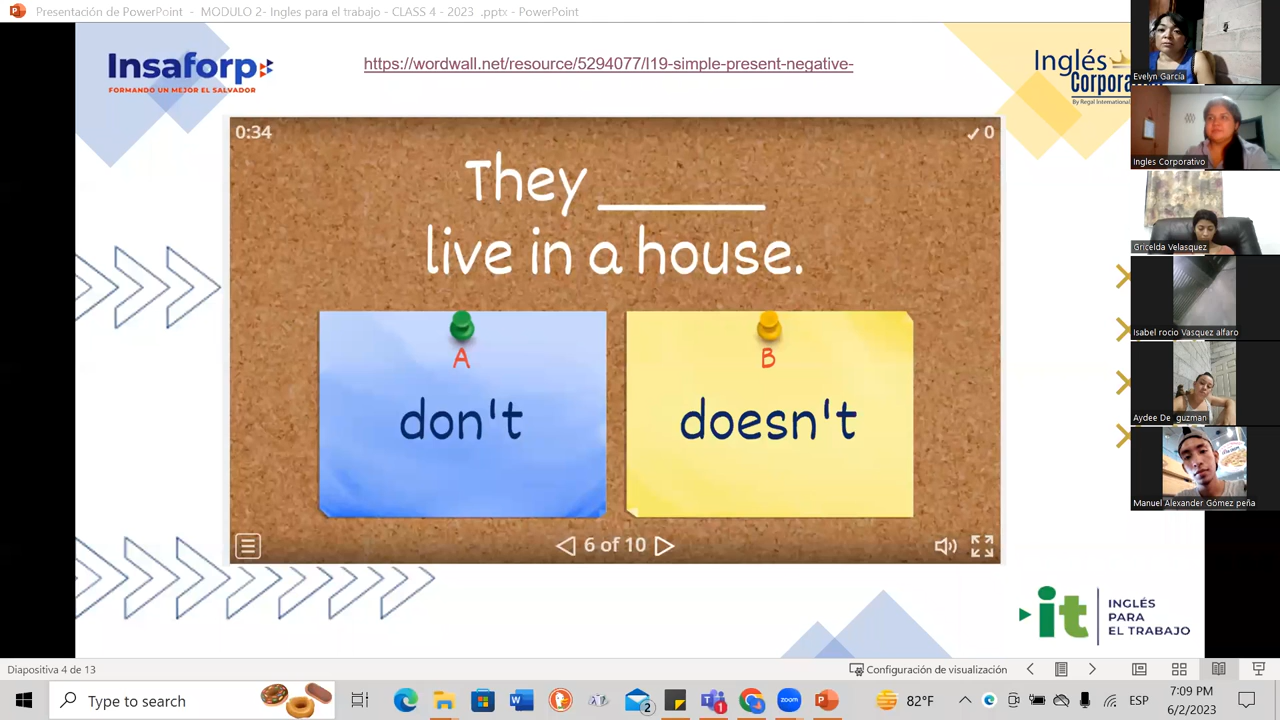 Presentación de PowerPoint - MODULO 2- Ingles para el trabajo - CLASS 4 - 2023 .pptx - PowerPoint
Insaforp
FORMANDO UN MEJOR EL SALVADOR
https://wordwall.net/resource/5294077/l19-simple-present-negative-
Inglés
Corpora
By Regal International
0:34
✓ 0
They ______
live in a house.
A
don't
B
doesn't
6 of 10
it
INGLÉS
PARA
EL TRABAJO
Evelyn García
Ingles Corporativo
Gricelda Velasquez
Isabel rocio Vasquez alfaro
Aydee De guzman
Manuel Alexander Gómez peña
Diapositiva 4 de 13
Configuración de visualización
Type to search
2
1
82°F
ESP
7:09 PM
6/2/2023